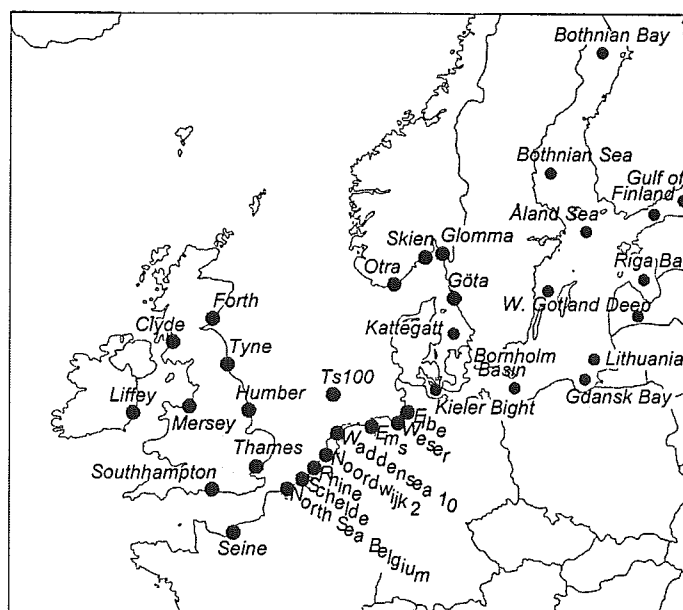 Bothnian Bay
Bothnian Sea
Gulf of
Finland
Åland Sea
Skien
Glomma
Otra
Riga Ba
Göta
W. Gotland Deep
Forth
Clyde
Kattegatt
Tyne
Bornholm
Basin
Lithuania
Ts100
Gdansk Bay
Kieler Bight
Liffey
Mersey
Humber
Elbe
Weser
Ems
Waddensea 10
Noordwijk 2
Thames
Rhine
Schelde
North Sea Belgium
Southhampton
Seine